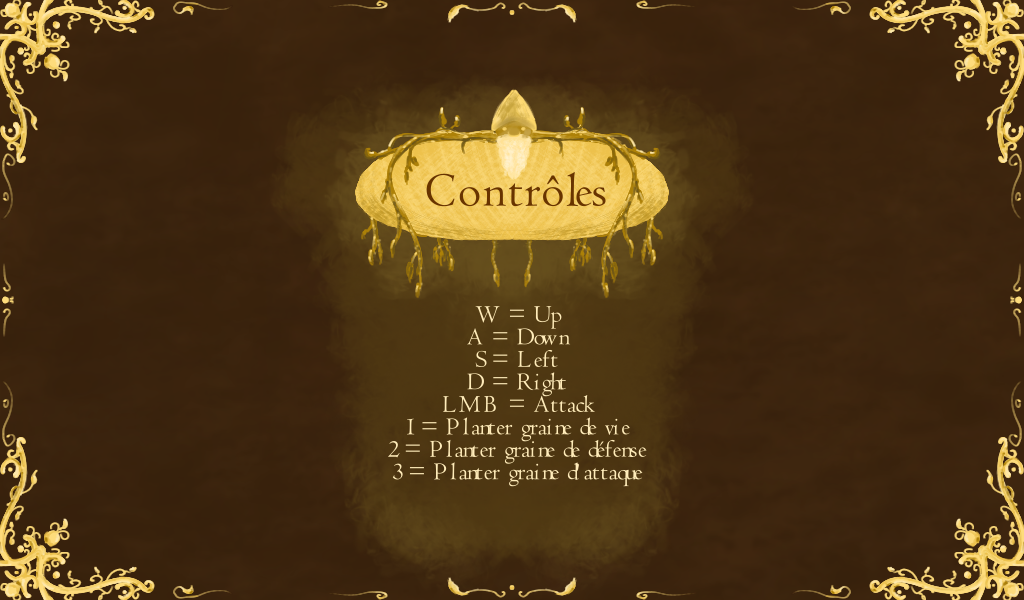 Contrôles
W = Up
A = Down
S = Left
D = Right
LMB = Attack
1 = Planter graine de vie
2 = Planter graine de défense
3 = Planter graine d'attaque